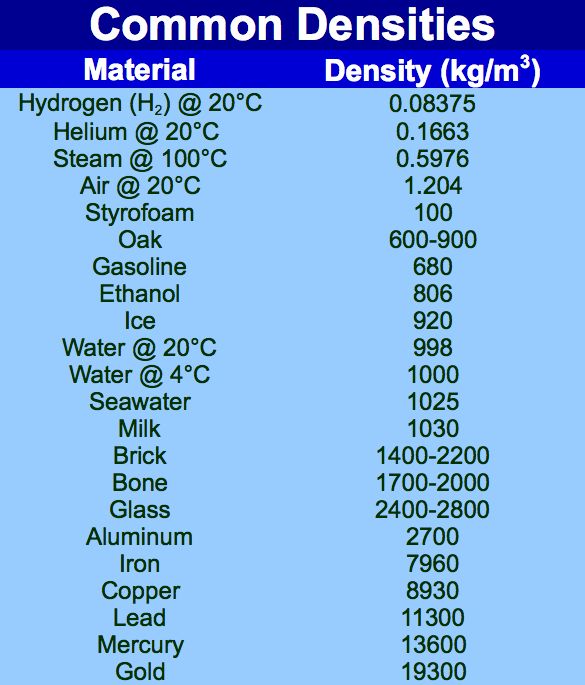 Common Densities
Material Density (kg/m³)
Hydrogen (H₂) @ 20°C 0.08375
Helium @ 20°C 0.1663
Steam @ 100°C 0.5976
Air @ 20°C 1.204
Styrofoam 100
Oak 600-900
Gasoline 680
Ethanol 806
Ice 920
Water @ 20°C 998
Water @ 4°C 1000
Seawater 1025
Milk 1030
Brick 1400-2200
Bone 1700-2000
Glass 2400-2800
Aluminum 2700
Iron 7960
Copper 8930
Lead 11300
Mercury 13600
Gold 19300